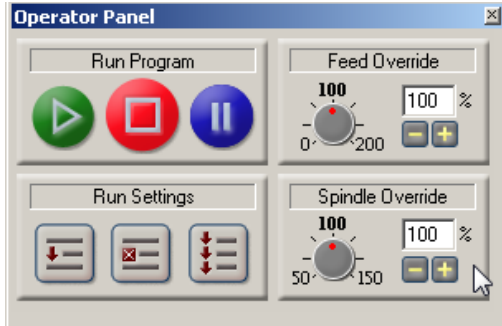 Operator Panel
Run Program
Feed Override
100
100 %
0
200
Run Settings
Spindle Override
100
100 %
50
150